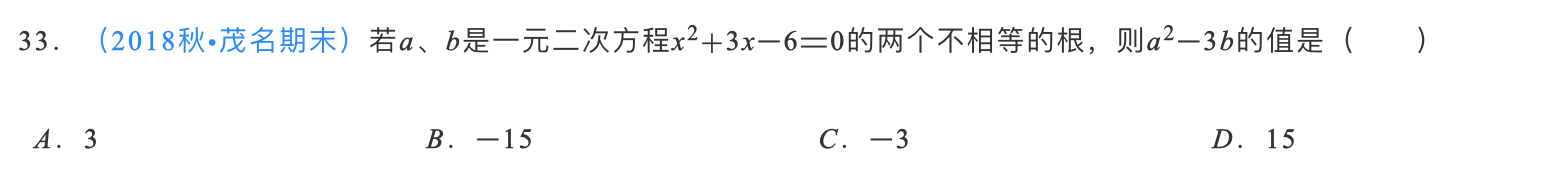 33. （2018秋•茂名期末）若a、b是一元二次方程x²+3x−6=0的两个不相等的根，则a²−3b的值是（　　）
A. 3　　B. −15　　C. −3　　D. 15